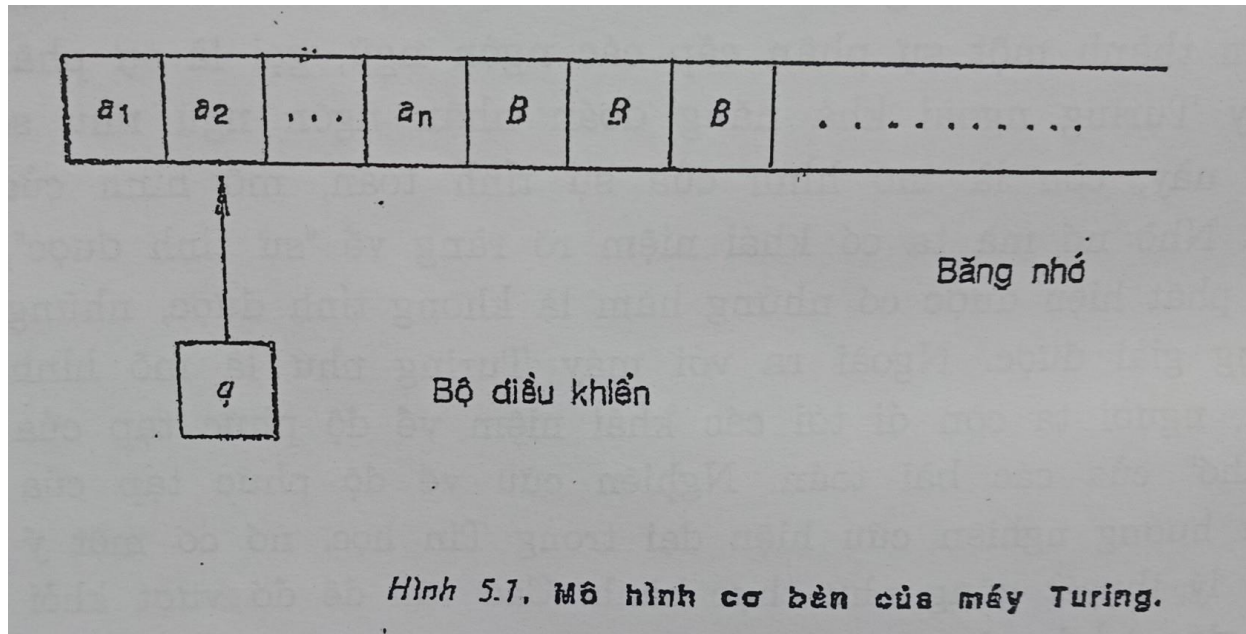 a1 a2 ... an B B B ............
Băng nhớ
q Bộ điều khiển
Hình 5.1. Mô hình cơ bản của máy Turing.